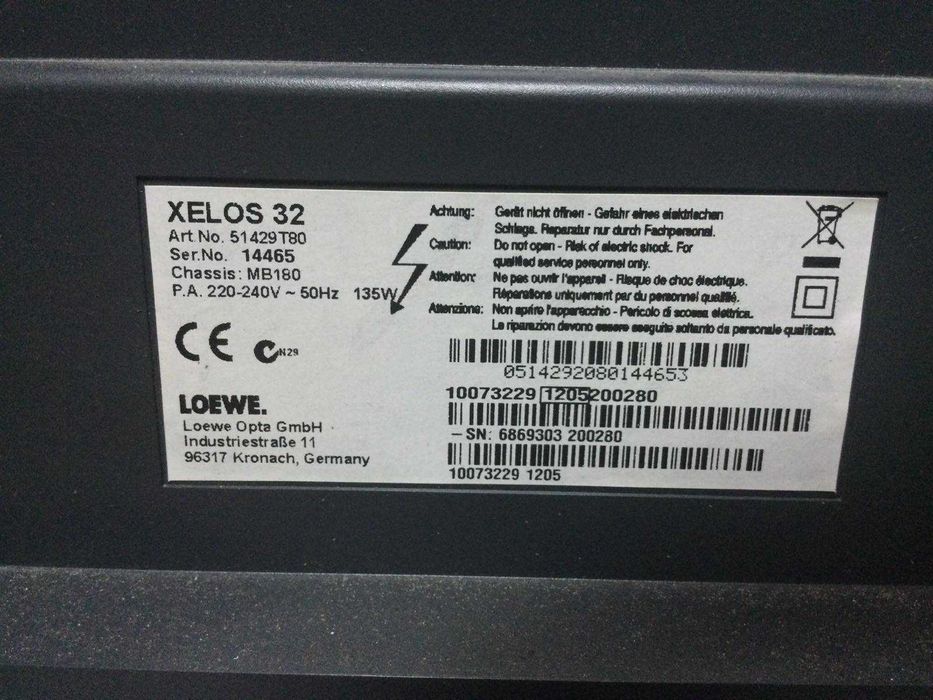 XELOS 32
Art.No. 51429T80
Ser.No. 14465
Chassis: MB180
P.A. 220-240V ~ 50Hz 135W
Achtung: Gerät nicht öffnen - Gefahr eines elektrischen
Schlags. Reparatur nur durch Fachpersonal.
Caution: Do not open - Risk of electric shock. For
qualified service personnel only.
Attention: Ne pas ouvrir l'appareil - Risque de choc électrique.
Réparations uniquement par du personnel qualifié.
Attenzione: Non aprire l'apparecchio - Pericolo di scossa elettrica.
La riparazion devono essere eseguite soltanto da personale qualificato.
CE
N29
LOEWE.
Loewe Opta GmbH
Industriestraße 11
96317 Kronach, Germany
0514292080144653
10073229 1205200280
-SN: 6869303 200280
10073229 1205